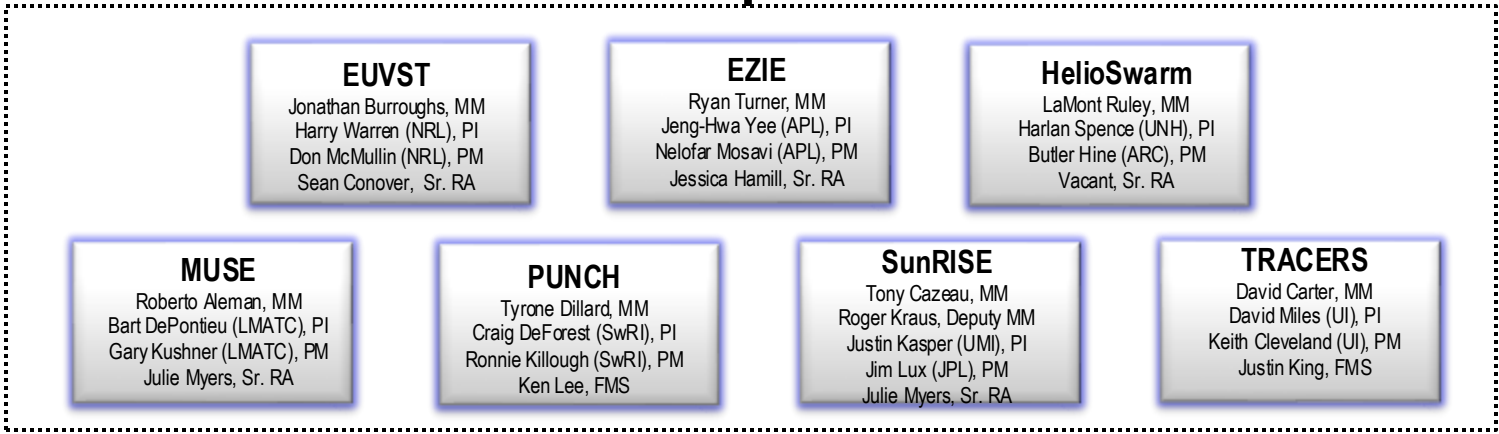 EUVST
Jonathan Burroughs, MM
Harry Warren (NRL), PI
Don McMullin (NRL), PM
Sean Conover, Sr. RA
EZIE
Ryan Turner, MM
Jeng-Hwa Yee (APL), PI
Nelofar Mosavi (APL), PM
Jessica Hamill, Sr. RA
HelioSwarm
LaMont Ruley, MM
Harlan Spence (UNH), PI
Butler Hine (ARC), PM
Vacant, Sr. RA
MUSE
Roberto Aleman, MM
Bart DePontieu (LMATC), PI
Gary Kushner (LMATC), PM
Julie Myers, Sr. RA
PUNCH
Tyrone Dillard, MM
Craig DeForest (SwRI), PI
Ronnie Killough (SwRI), PM
Ken Lee, FMS
SunRISE
Tony Cazeau, MM
Roger Kraus, Deputy MM
Justin Kasper (UMI), PI
Jim Lux (JPL), PM
Julie Myers, Sr. RA
TRACERS
David Carter, MM
David Miles (UI), PI
Keith Cleveland (UI), PM
Justin King, FMS